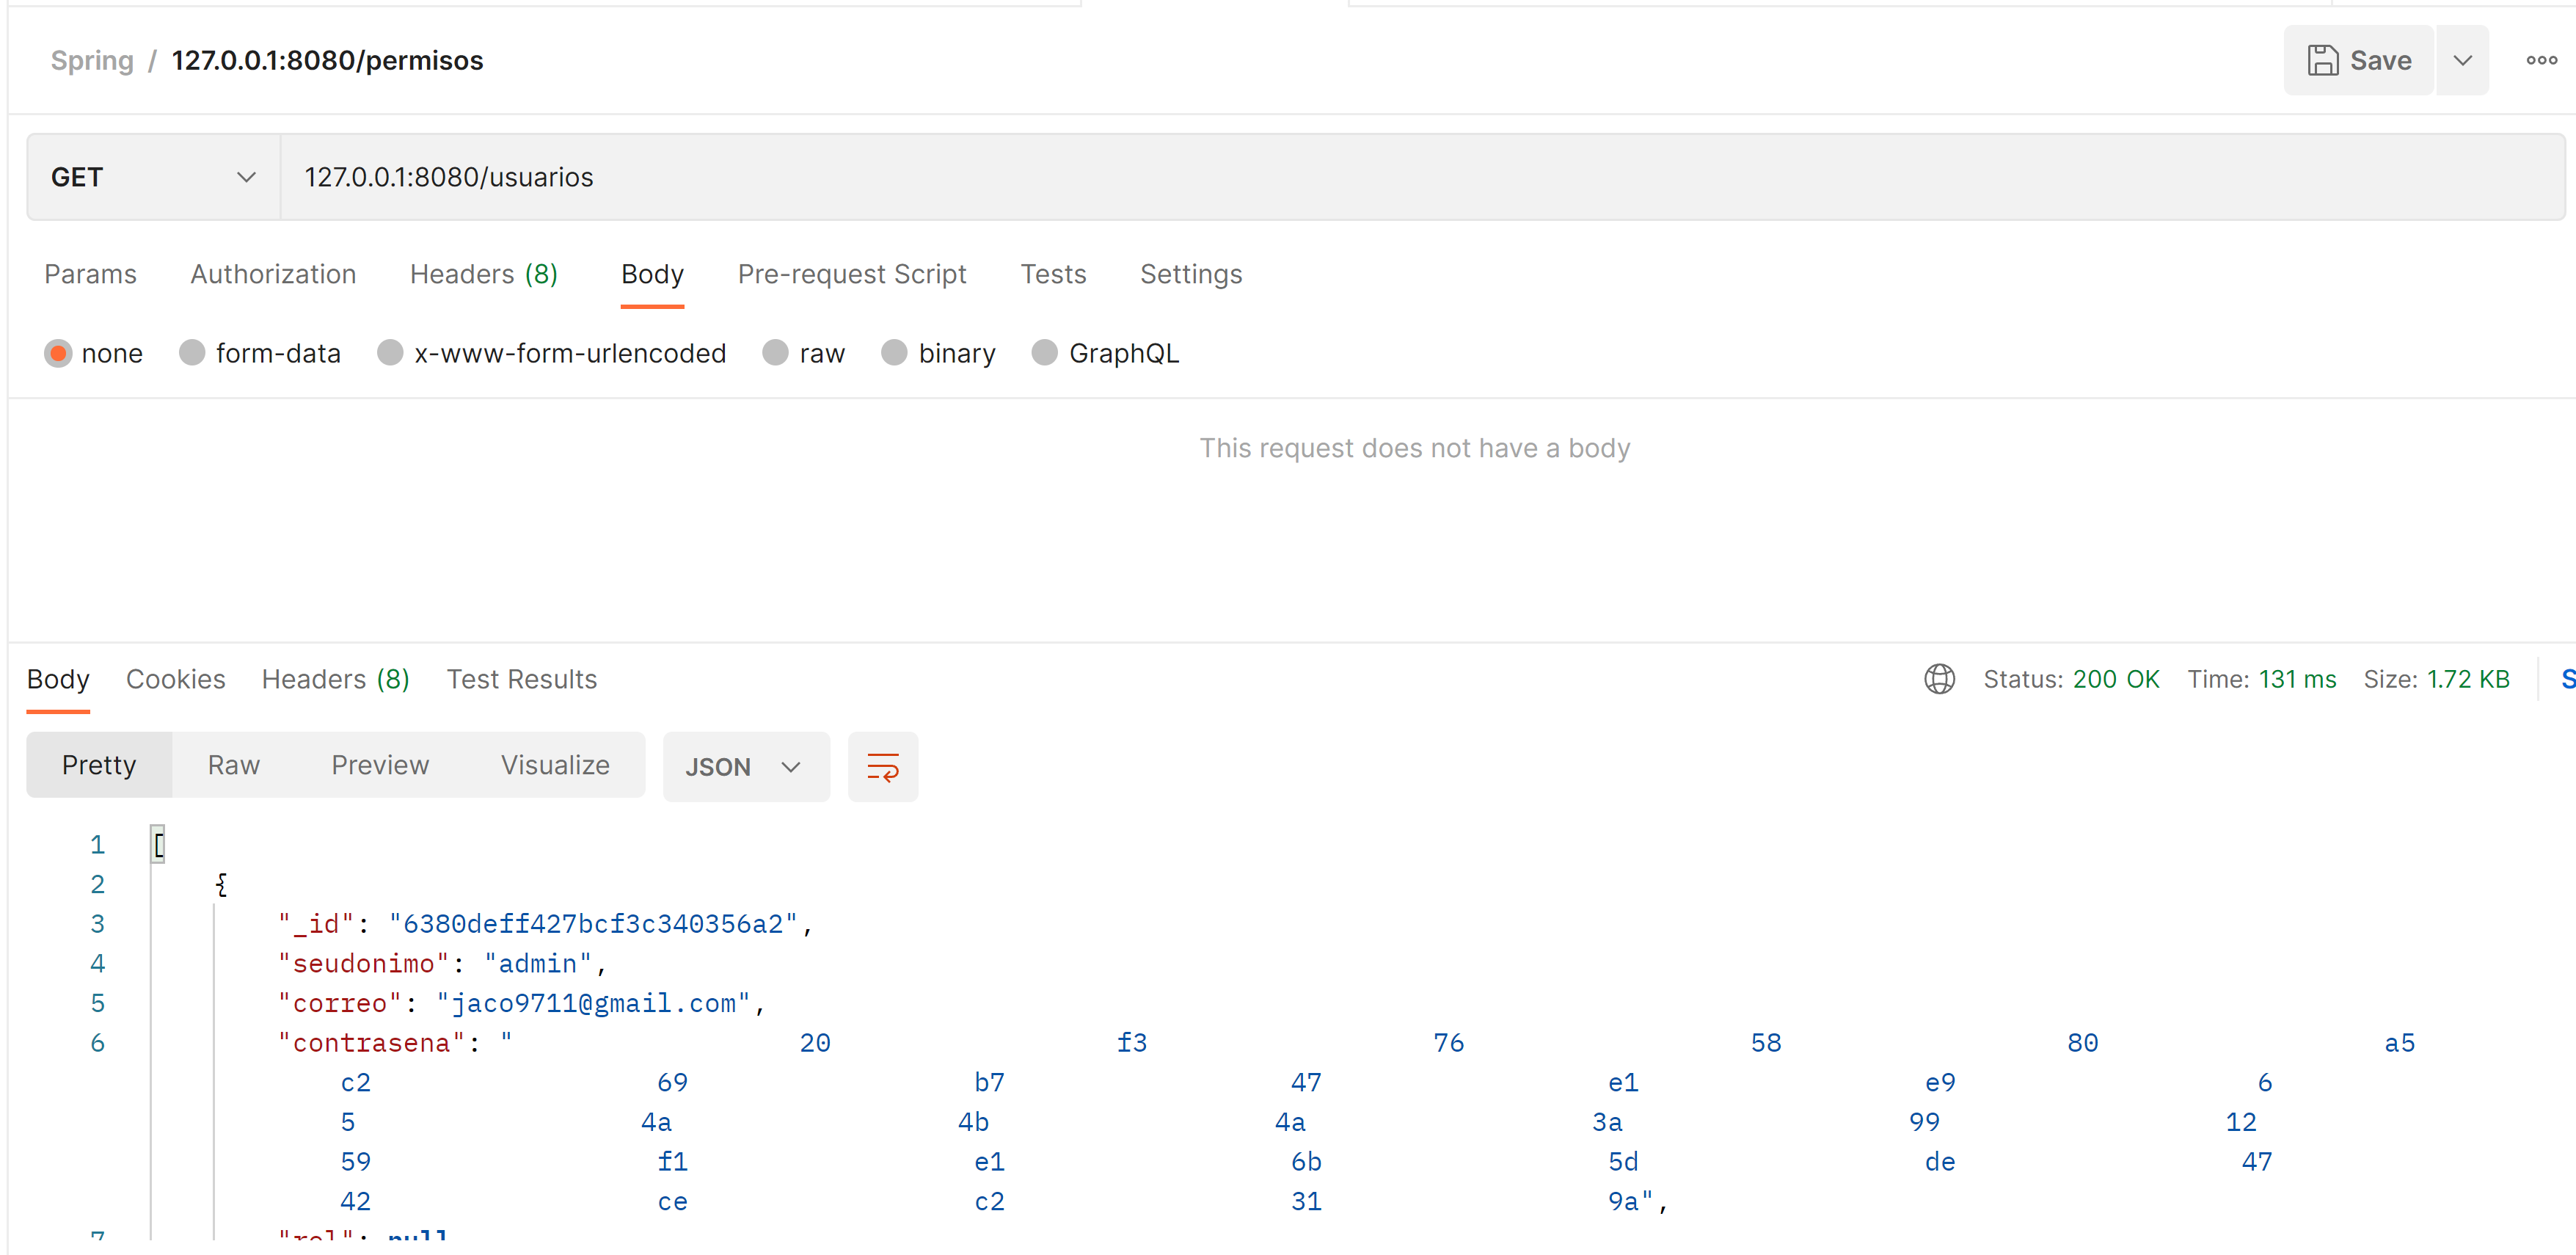 Spring / 127.0.0.1:8080/permisos
Save
GET 127.0.0.1:8080/usuarios
Params Authorization Headers (8) Body Pre-request Script Tests Settings
none form-data x-www-form-urlencoded raw binary GraphQL
This request does not have a body
Body Cookies Headers (8) Test Results Status: 200 OK Time: 131 ms Size: 1.72 KB
Pretty Raw Preview Visualize JSON
1 [
2 {
3 "_id": "6380deff427bcf3c340356a2",
4 "seudonimo": "admin",
5 "correo": "jaco9711@gmail.com",
6 "contrasena": " 20 f3 76 58 80 a5
c2 69 b7 47 e1 e9 6
5 4a 4b 4a 3a 99 12
59 f1 e1 6b 5d de 47
42 ce c2 31 9a",
7 "rol": null